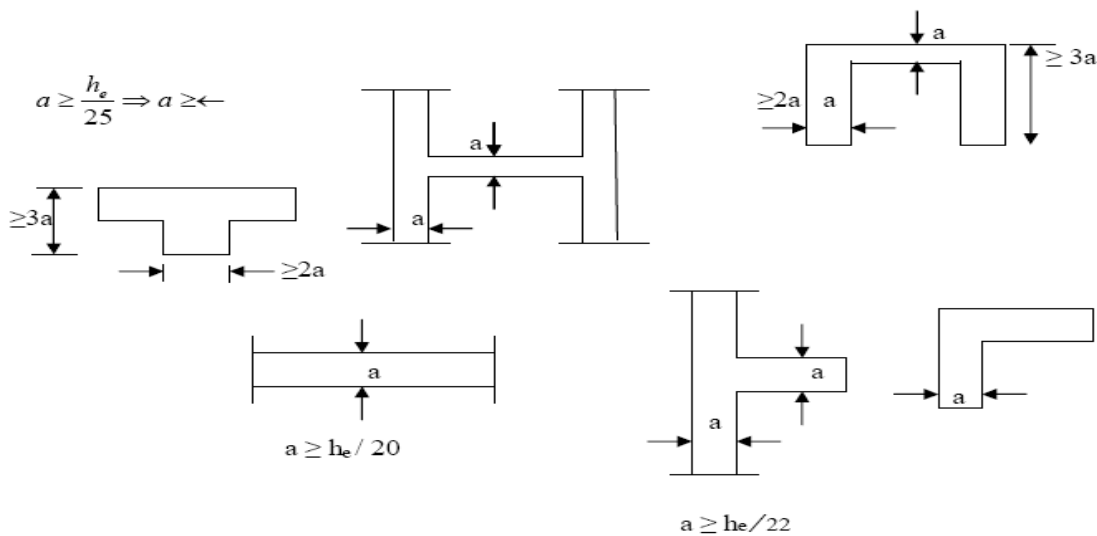 a ≥ hₑ/25 ⇒ a ≥←
a
a
a
≥ 3a
≥2a
a
≥3a
≥2a
a
a ≥ hₑ / 20
a
a
a ≥ hₑ/22
a